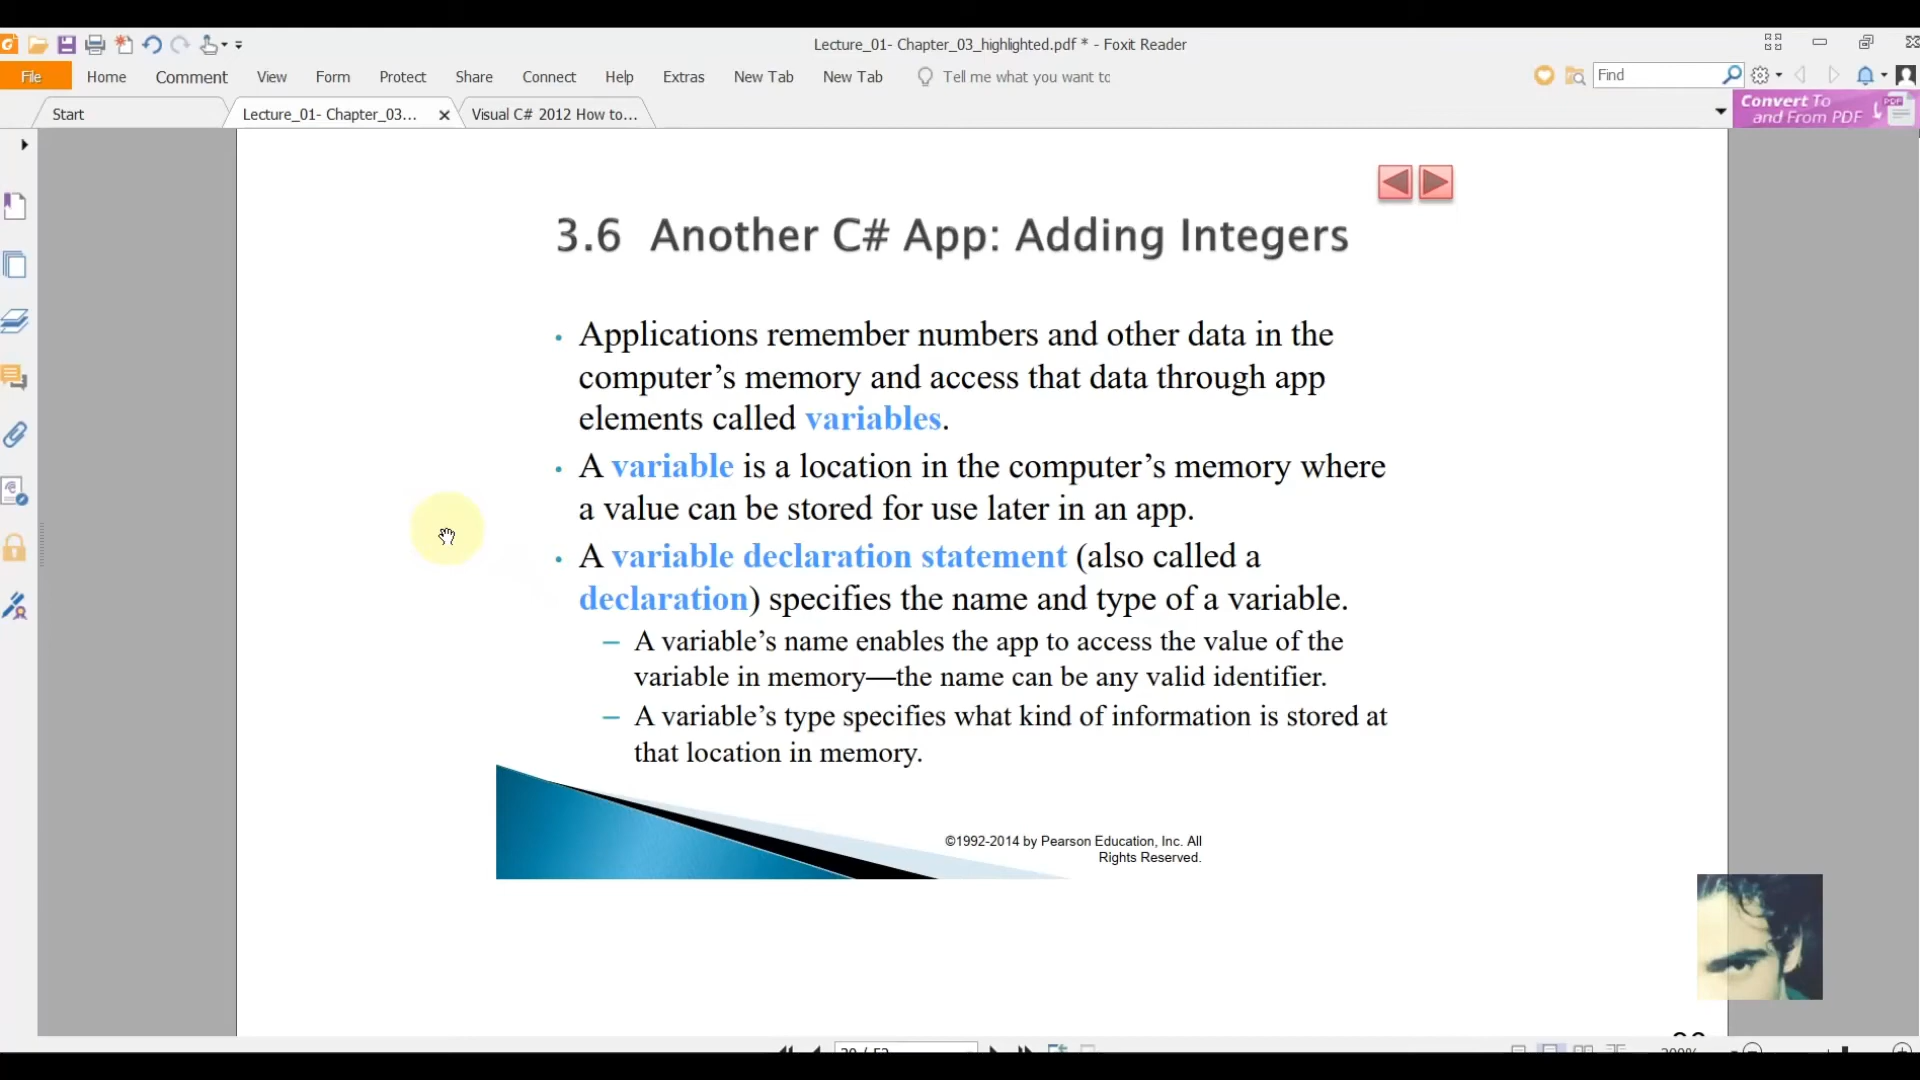 Lecture_01- Chapter_03_highlighted.pdf * - Foxit Reader
File Home Comment View Form Protect Share Connect Help Extras New Tab New Tab Tell me what you want to Find
Start Lecture_01- Chapter_03... Visual C# 2012 How to...
Convert To
and From PDF
3.6 Another C# App: Adding Integers
• Applications remember numbers and other data in the
computer’s memory and access that data through app
elements called variables.
• A variable is a location in the computer’s memory where
a value can be stored for use later in an app.
• A variable declaration statement (also called a
declaration) specifies the name and type of a variable.
– A variable’s name enables the app to access the value of the
variable in memory—the name can be any valid identifier.
– A variable’s type specifies what kind of information is stored at
that location in memory.
©1992-2014 by Pearson Education, Inc. All
Rights Reserved.